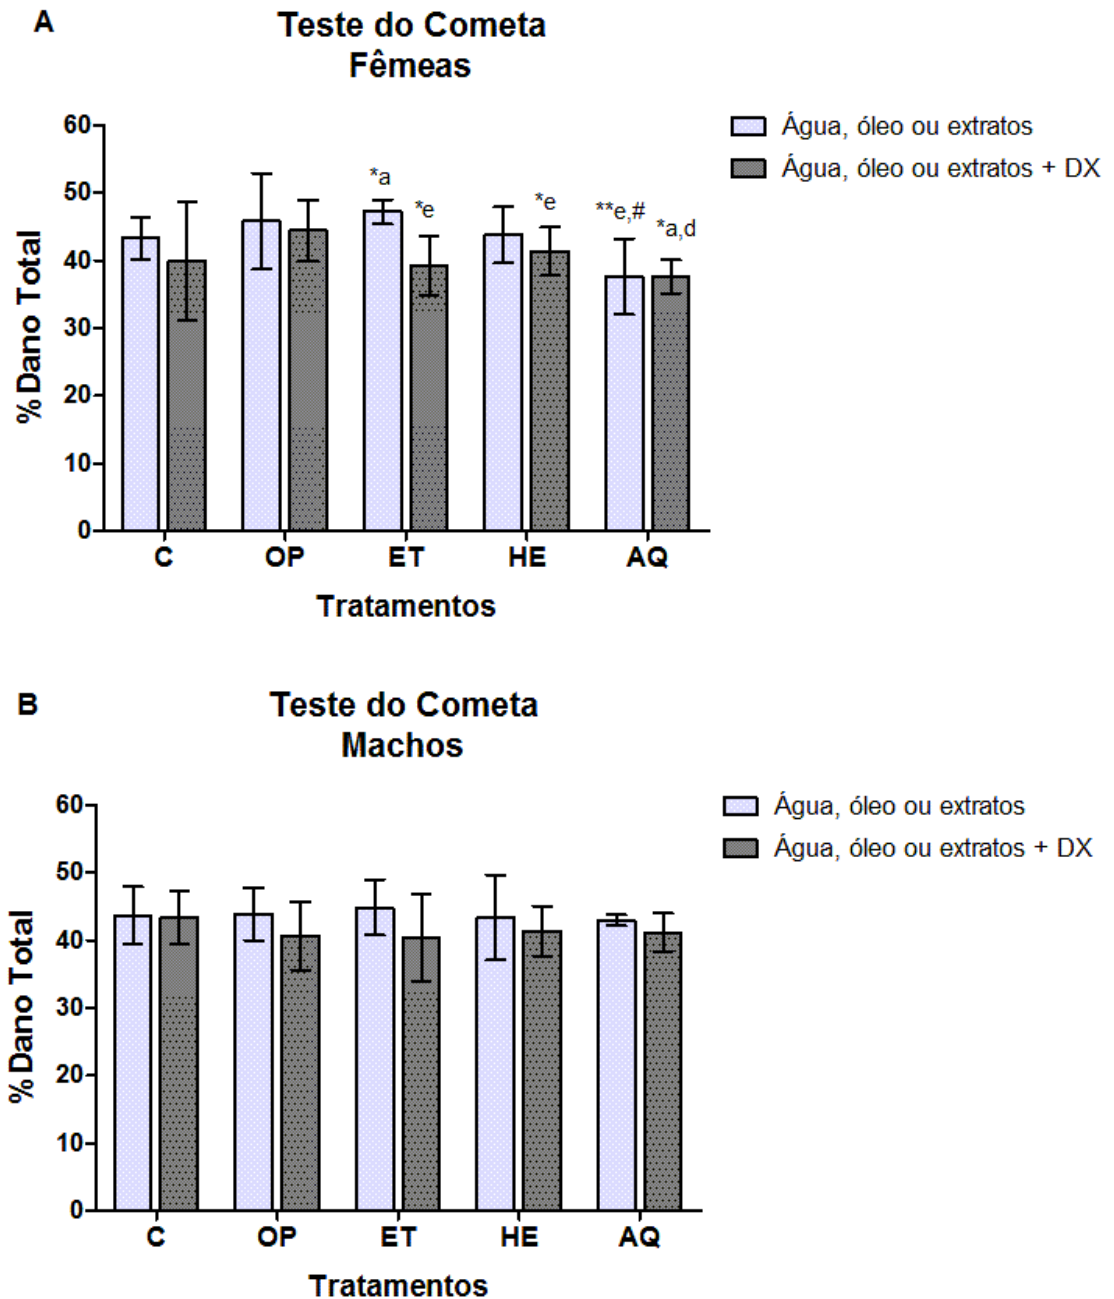 A
Teste do Cometa
Fêmeas
Água, óleo ou extratos
Água, óleo ou extratos + DX
%Dano Total
60
50
40
30
20
10
0
*a
*e
*e
**e,#
*a,d
C OP ET HE AQ
Tratamentos
B
Teste do Cometa
Machos
Água, óleo ou extratos
Água, óleo ou extratos + DX
%Dano Total
60
50
40
30
20
10
0
C OP ET HE AQ
Tratamentos